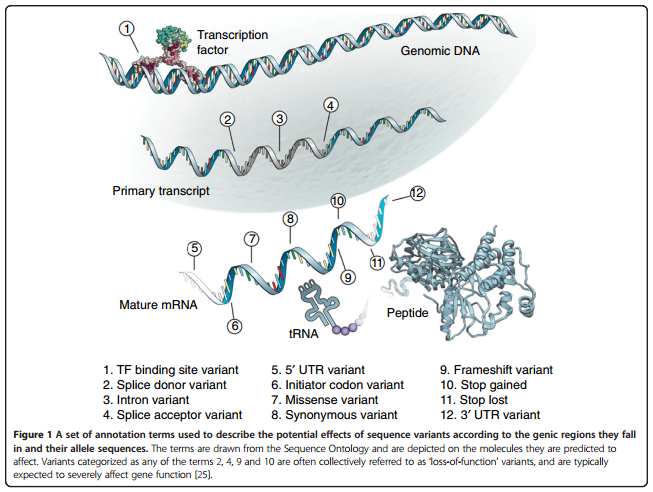 1
Transcription
factor
Genomic DNA
2
3
4
Primary transcript
5
6
7
8
9
10
11
12
Mature mRNA
tRNA
Peptide
1. TF binding site variant
2. Splice donor variant
3. Intron variant
4. Splice acceptor variant
5. 5′ UTR variant
6. Initiator codon variant
7. Missense variant
8. Synonymous variant
9. Frameshift variant
10. Stop gained
11. Stop lost
12. 3′ UTR variant
Figure 1 A set of annotation terms used to describe the potential effects of sequence variants according to the genic regions they fall
in and their allele sequences. The terms are drawn from the Sequence Ontology and are depicted on the molecules they are predicted to
affect. Variants categorized as any of the terms 2, 4, 9 and 10 are often collectively referred to as ‘loss-of-function’ variants, and are typically
expected to severely affect gene function [25].